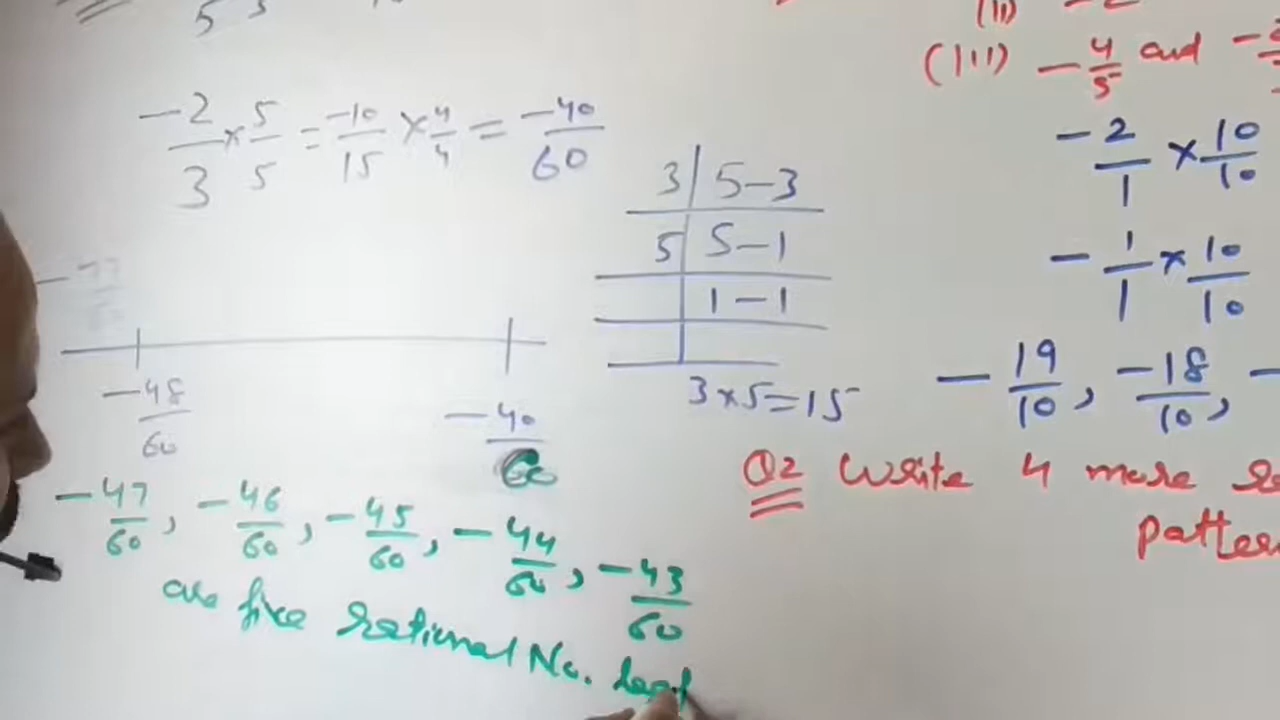 5
(ii) -2
(iii) - 4/5 and -
-2/3 × 5/5 = -10/15 × 4/4 = -40/60
3 | 5-3
5 | 5-1
1-1
3×5=15
-48/60
-40/60
-47/60, -46/60, -45/60, -44/60, -43/60
are five rational No.
-2/1 × 10/10
-1/1 × 10/10
-19/10, -18/10, -
Q2 Write 4 more